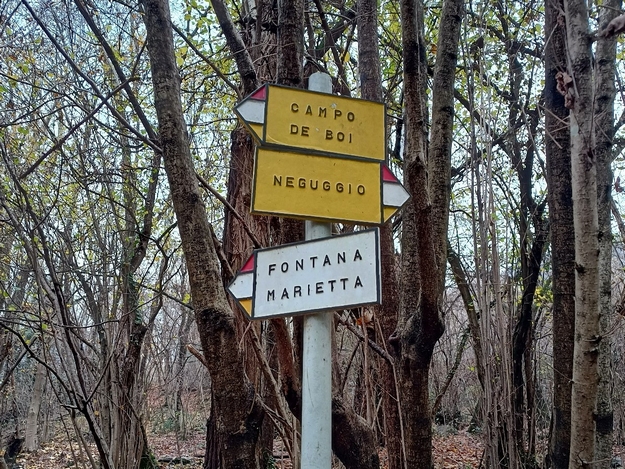 CAMPO
DE BOI
NEGUGGIO
FONTANA
MARIETTA